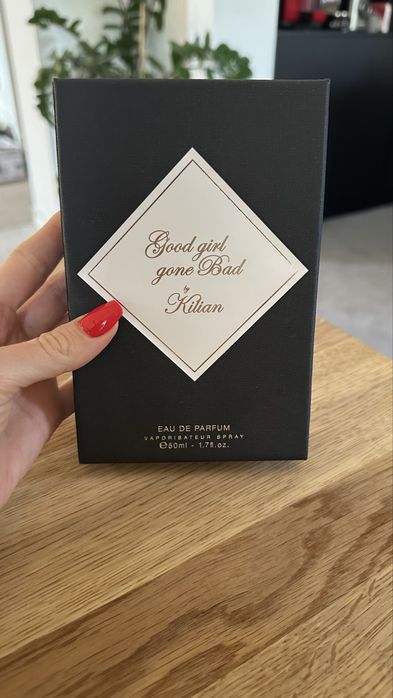 Good girl
gone Bad
by
Kilian
EAU DE PARFUM
VAPORISATEUR SPRAY
℮50ml - 1.7fl.oz.